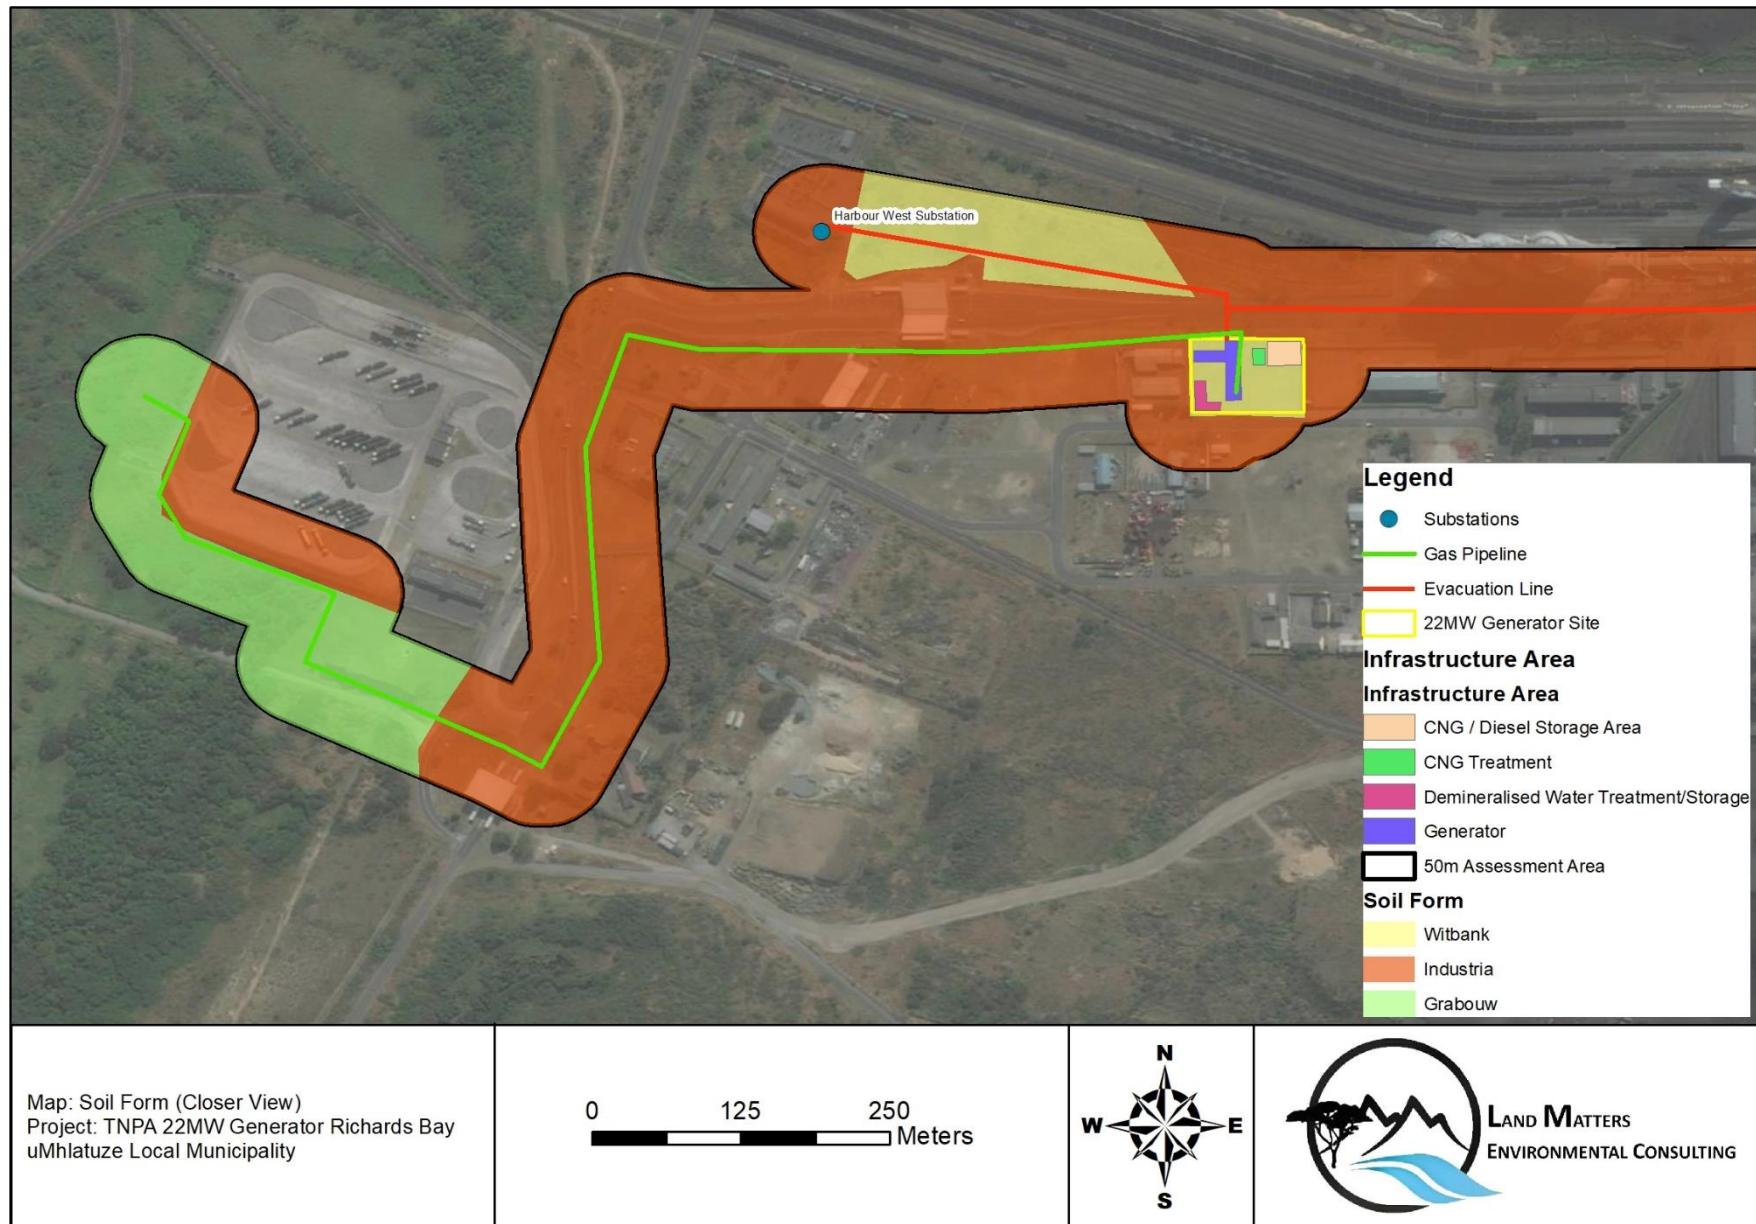 Harbour West Substation
Legend
Substations
Gas Pipeline
Evacuation Line
22MW Generator Site
Infrastructure Area
Infrastructure Area
CNG / Diesel Storage Area
CNG Treatment
Demineralised Water Treatment/Storage
Generator
50m Assessment Area
Soil Form
Witbank
Industria
Grabouw
Map: Soil Form (Closer View)
Project: TNPA 22MW Generator Richards Bay
uMhlatuze Local Municipality
0 125 250
Meters
N
W E
S
LAND MATTERS
ENVIRONMENTAL CONSULTING